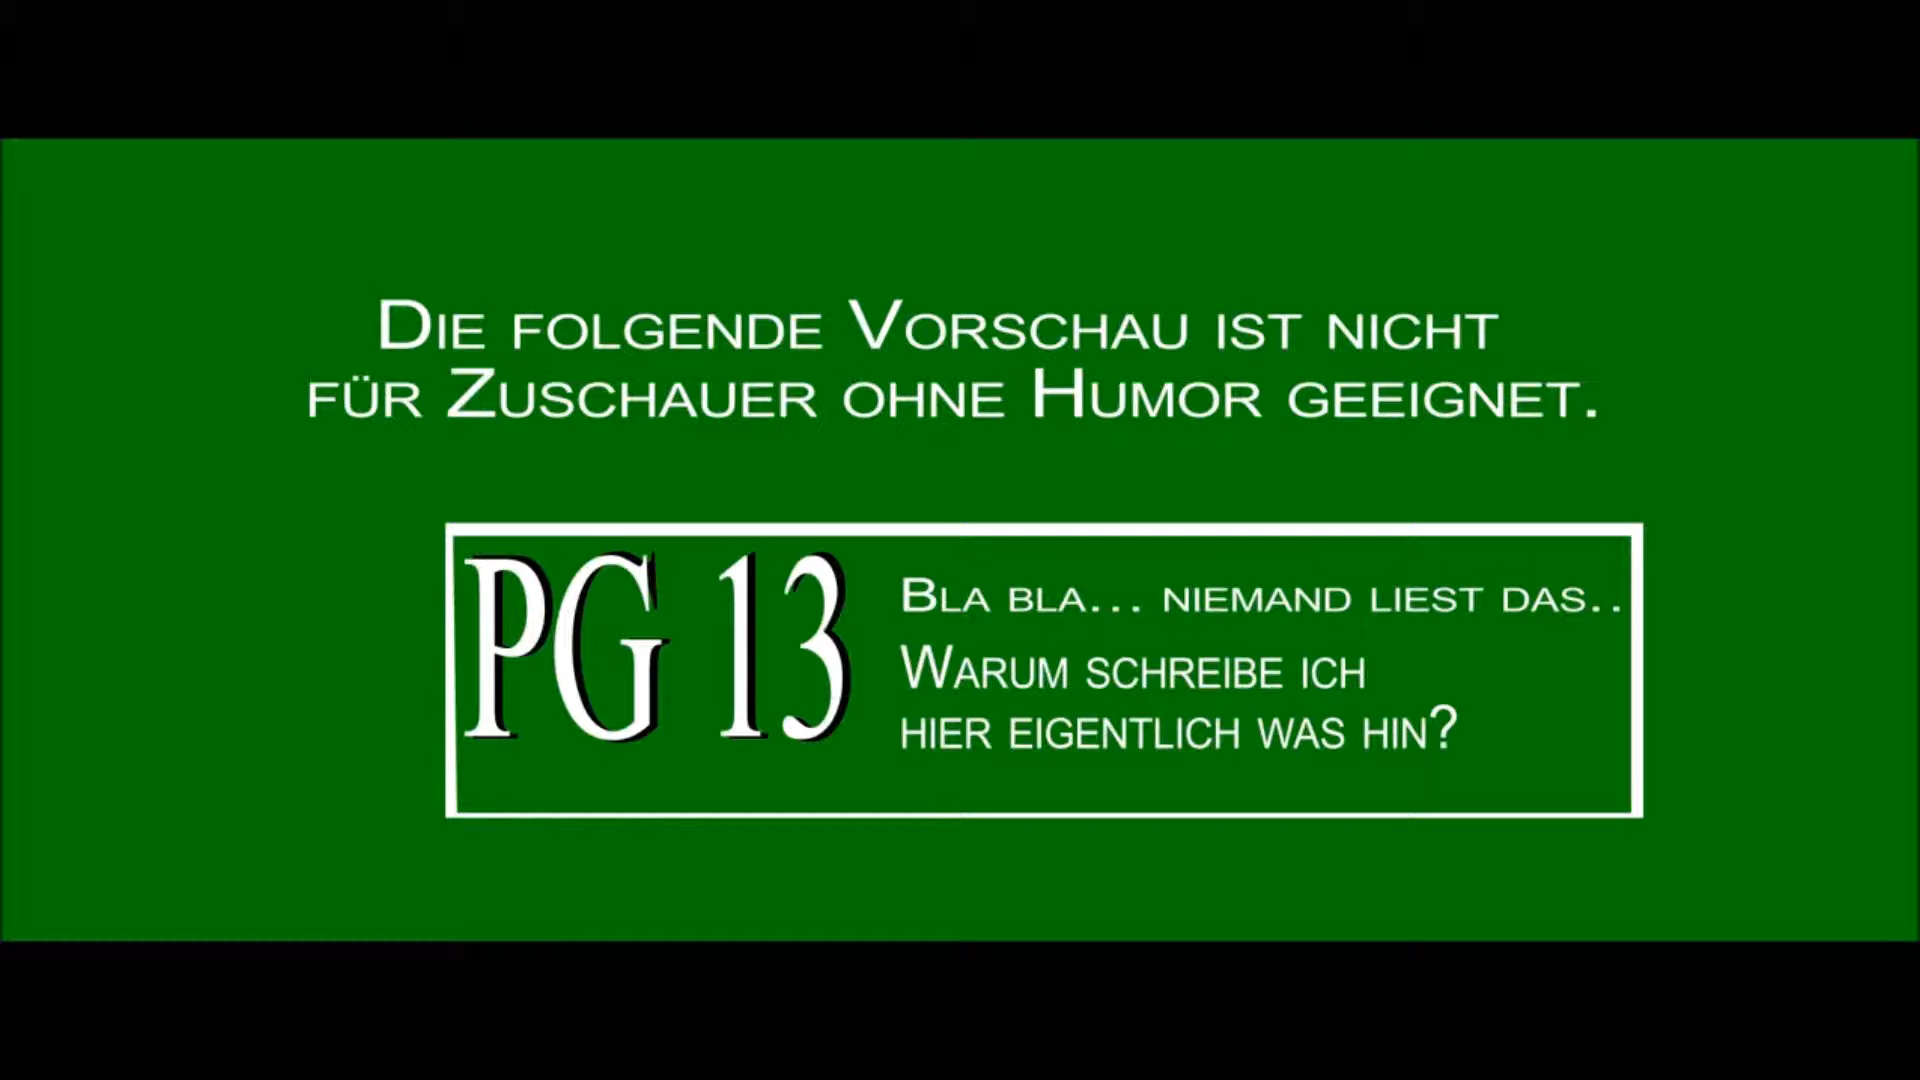 Die folgende Vorschau ist nicht
für Zuschauer ohne Humor geeignet.
PG 13
Bla bla... niemand liest das..
Warum schreibe ich
hier eigentlich was hin?